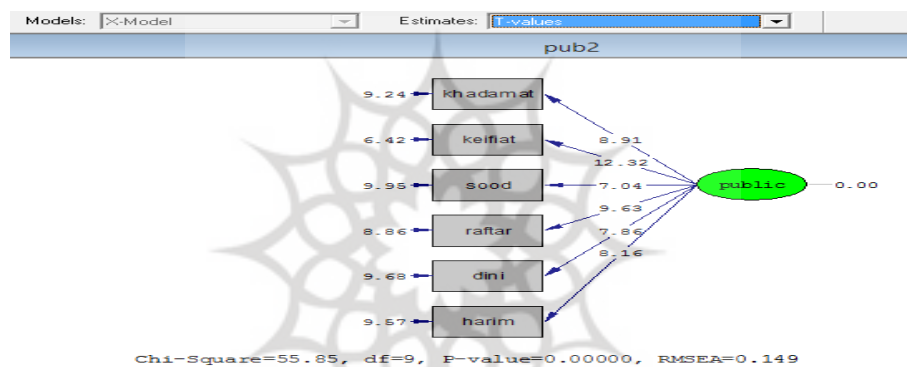 Models: X-Model Estimates: T-values
pub2
9.24 khadamat 8.91
6.42 keifiat 12.32
9.95 sood 7.04 public 0.00
8.86 raftar 9.63
9.68 dini 7.86
9.57 harim 8.16
Chi-Square=55.85, df=9, P-value=0.00000, RMSEA=0.149